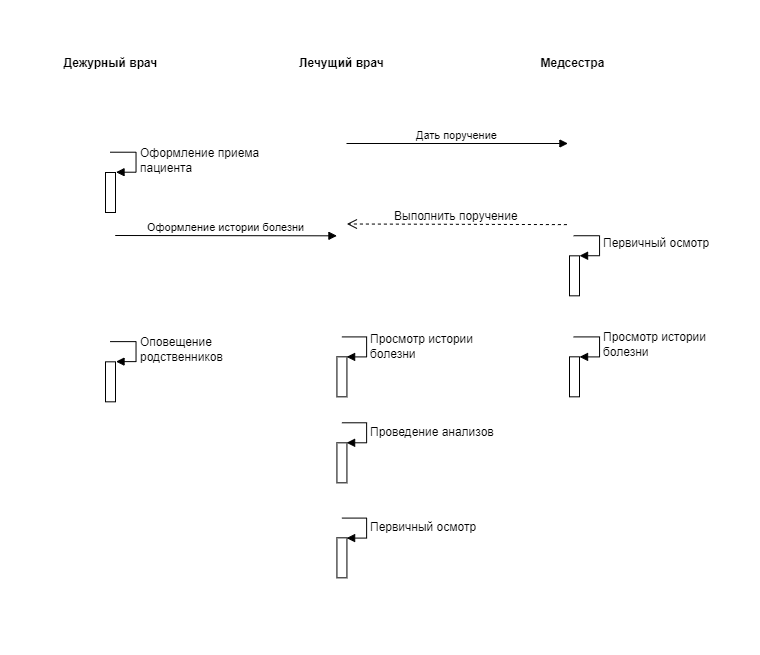 Дежурный врач
Лечущий врач
Медсестра
Дать поручение
Оформление приема
пациента
Выполнить поручение
Оформление истории болезни
Первичный осмотр
Оповещение
родственников
Просмотр истории
болезни
Просмотр истории
болезни
Проведение анализов
Первичный осмотр